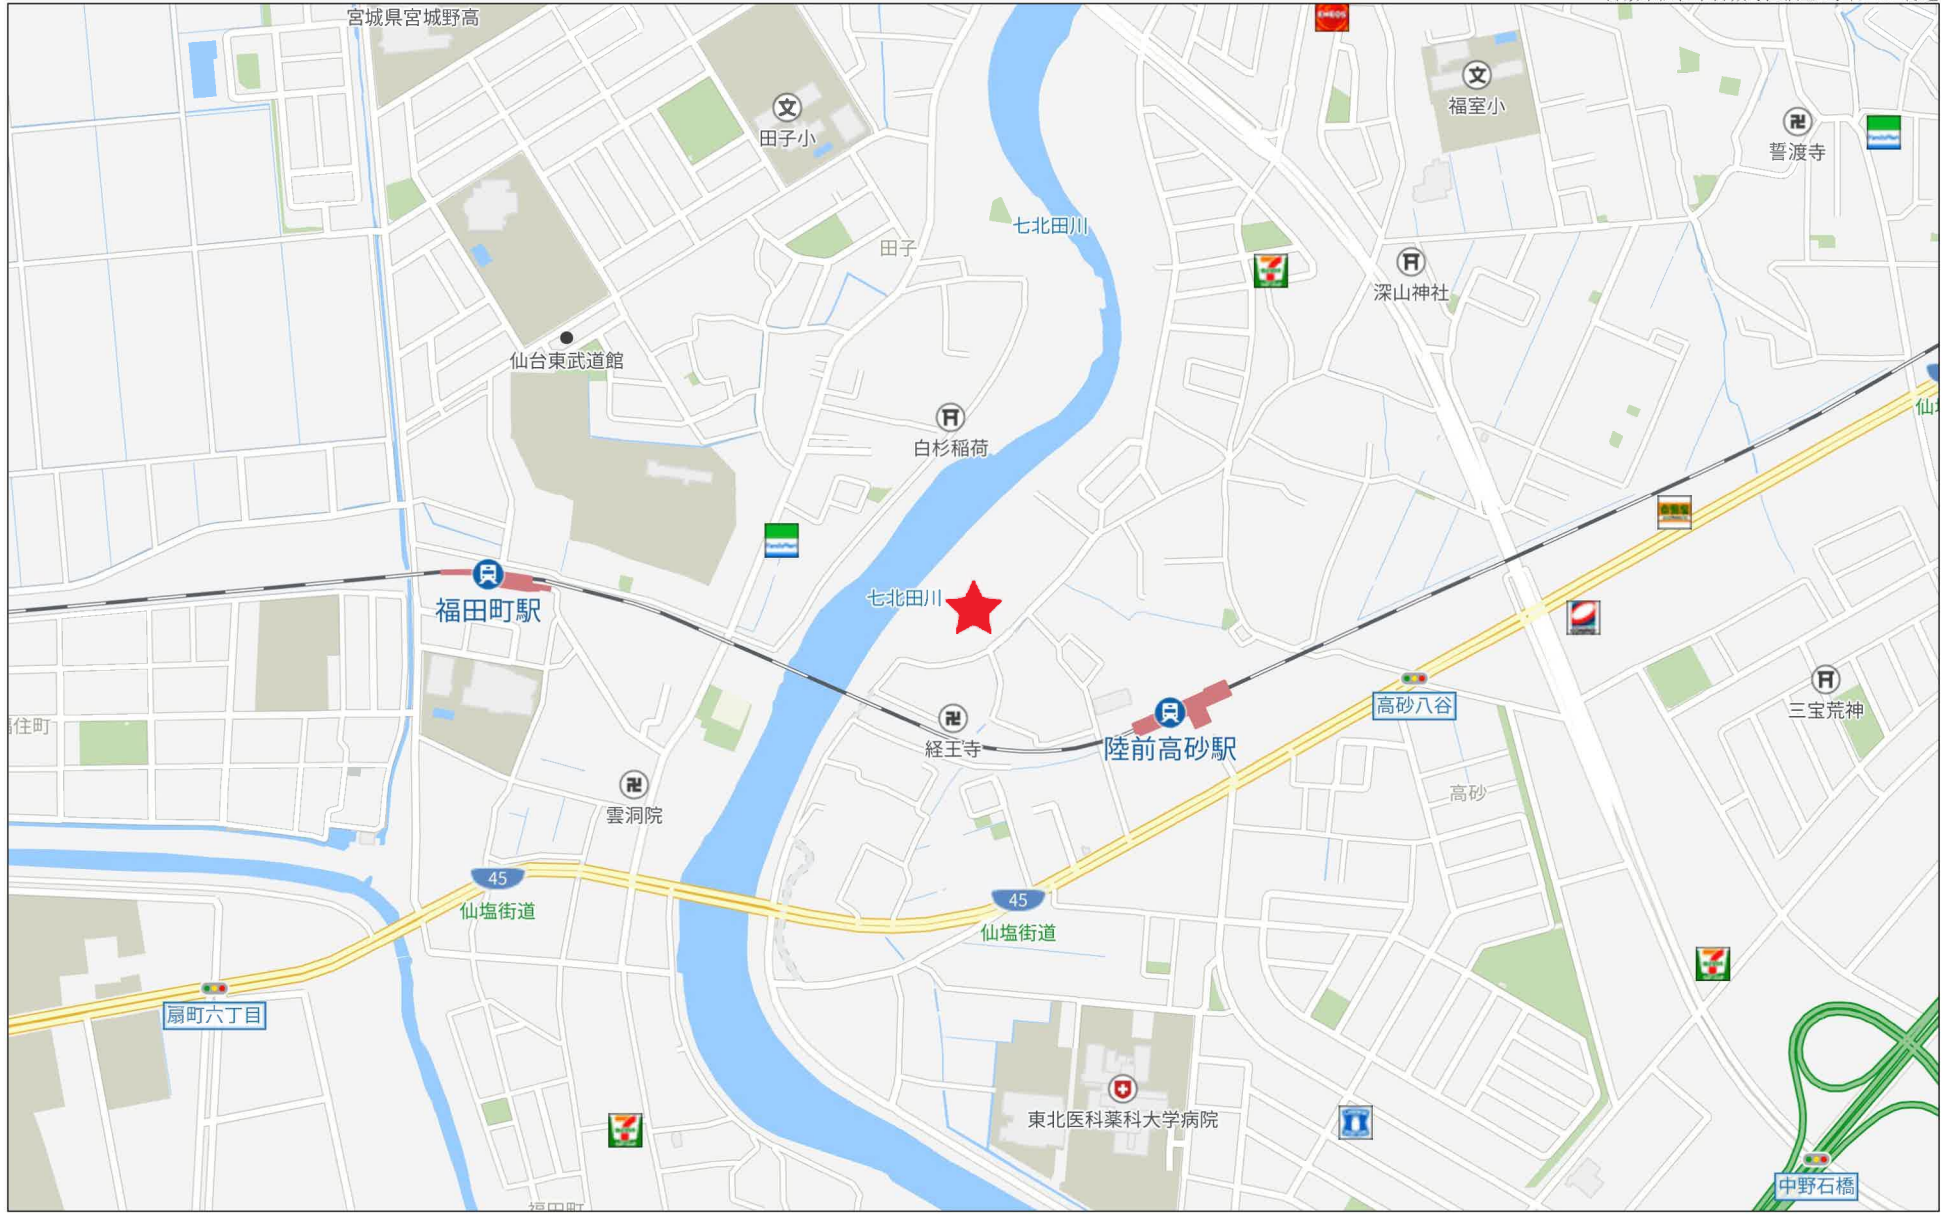 宮城県宮城野高
ENEOS
福室小
田子小
誓渡寺
FamilyMart
七北田川
田子
深山神社
仙台東武道館
白杉稲荷
FamilyMart
七北田川
福田町駅
三宝荒神
高砂八谷
経王寺
陸前高砂駅
高砂
雲洞院
45
仙塩街道
45
仙塩街道
扇町六丁目
東北医科薬科大学病院
中野石橋